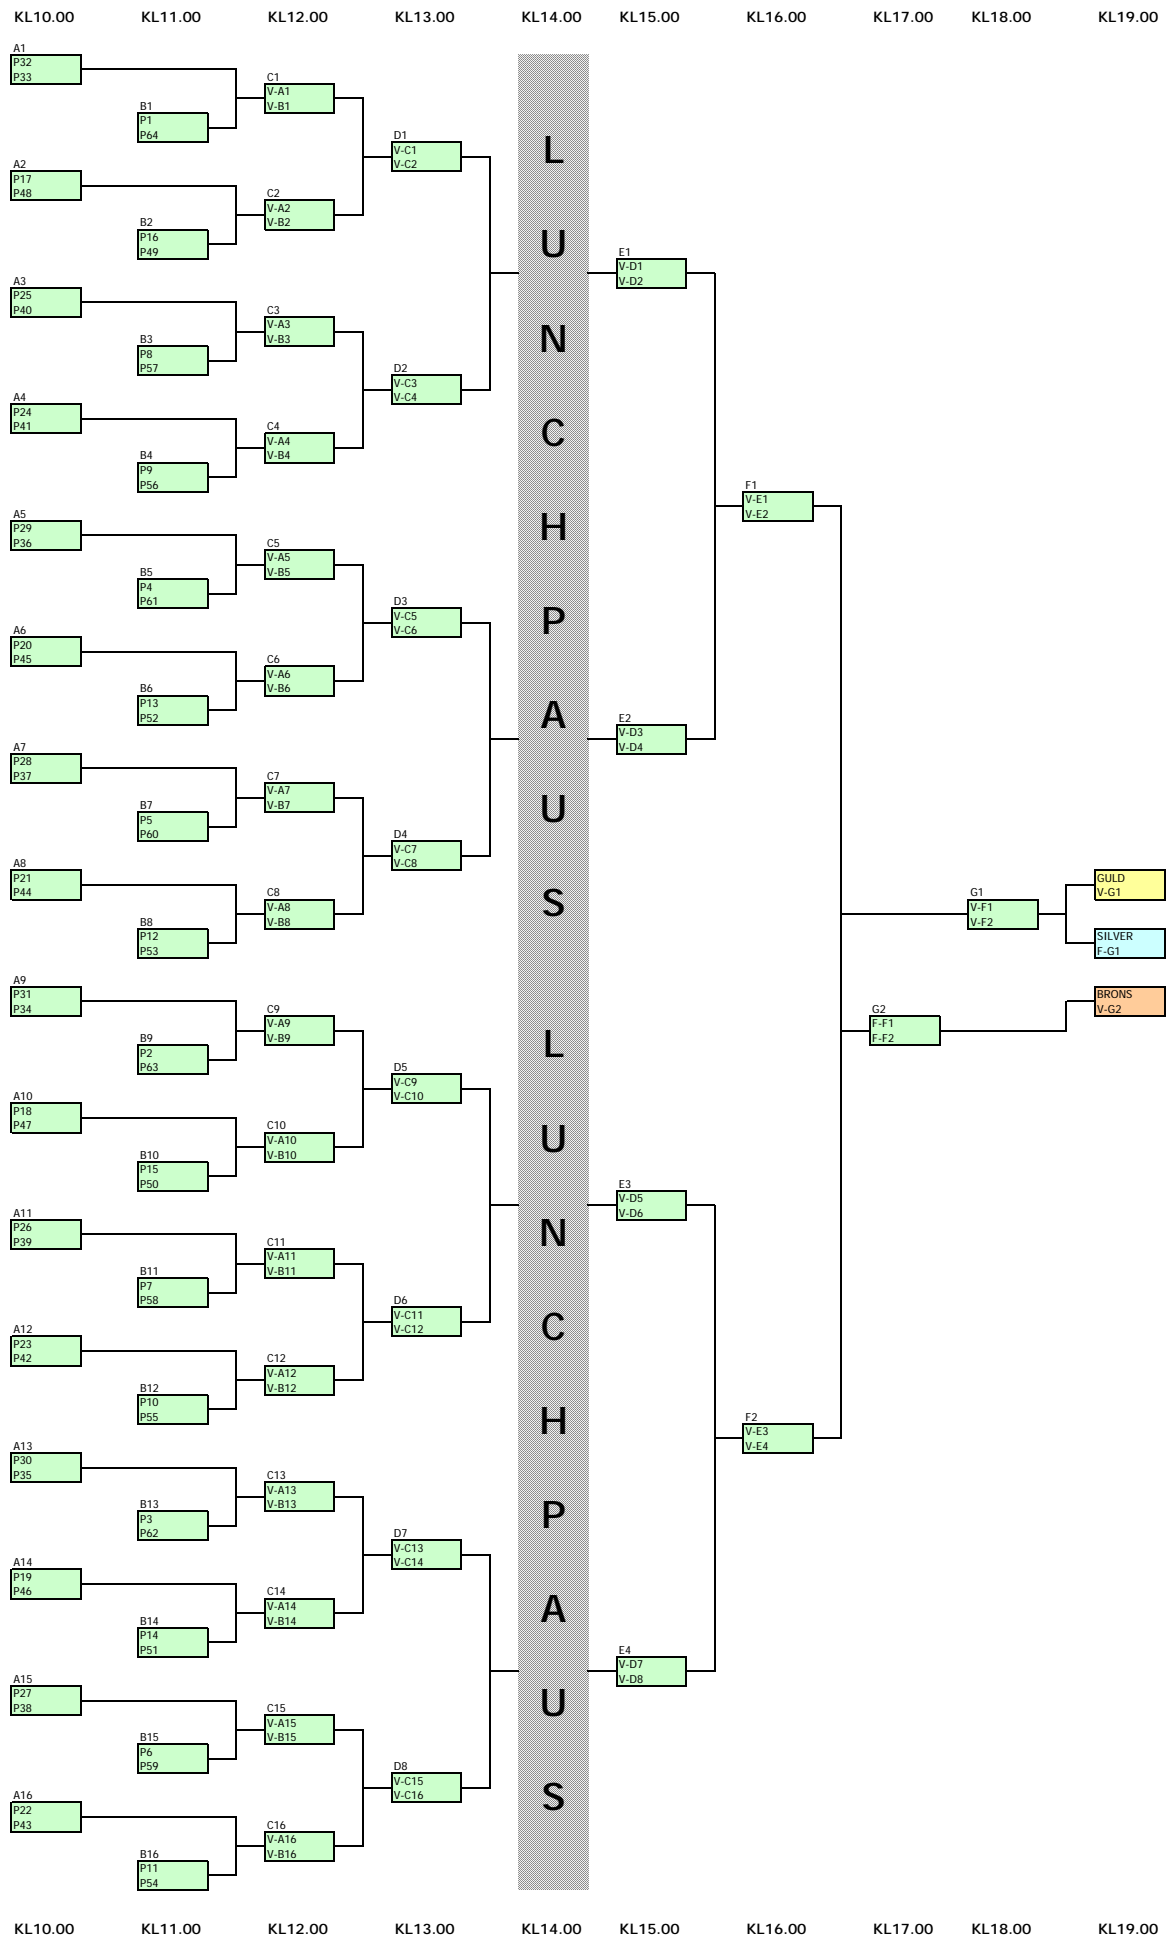 KL10.00 KL11.00 KL12.00 KL13.00 KL14.00 KL15.00 KL16.00 KL17.00 KL18.00 KL19.00
A1
P32
P33
B1
P1
P64
A2
P17
P48
B2
P16
P49
A3
P25
P40
B3
P8
P57
A4
P24
P41
B4
P9
P56
A5
P29
P36
B5
P4
P61
A6
P20
P45
B6
P13
P52
A7
P28
P37
B7
P5
P60
A8
P21
P44
B8
P12
P53
A9
P31
P34
B9
P2
P63
A10
P18
P47
B10
P15
P50
A11
P26
P39
B11
P7
P58
A12
P23
P42
B12
P10
P55
A13
P30
P35
B13
P3
P62
A14
P19
P46
B14
P14
P51
A15
P27
P38
B15
P6
P59
A16
P22
P43
B16
P11
P54
C1
V-A1
V-B1
C2
V-A2
V-B2
C3
V-A3
V-B3
C4
V-A4
V-B4
C5
V-A5
V-B5
C6
V-A6
V-B6
C7
V-A7
V-B7
C8
V-A8
V-B8
C9
V-A9
V-B9
C10
V-A10
V-B10
C11
V-A11
V-B11
C12
V-A12
V-B12
C13
V-A13
V-B13
C14
V-A14
V-B14
C15
V-A15
V-B15
C16
V-A16
V-B16
D1
V-C1
V-C2
D2
V-C3
V-C4
D3
V-C5
V-C6
D4
V-C7
V-C8
D5
V-C9
V-C10
D6
V-C11
V-C12
D7
V-C13
V-C14
D8
V-C15
V-C16
LUNCHPAUS LUNCHPAUS
E1
V-D1
V-D2
E2
V-D3
V-D4
E3
V-D5
V-D6
E4
V-D7
V-D8
F1
V-E1
V-E2
F2
V-E3
V-E4
G2
F-F1
F-F2
G1
V-F1
V-F2
GULD
V-G1
SILVER
F-G1
BRONS
V-G2
KL10.00 KL11.00 KL12.00 KL13.00 KL14.00 KL15.00 KL16.00 KL17.00 KL18.00 KL19.00